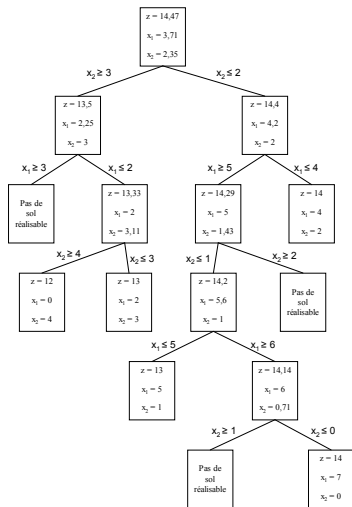 z = 14,47
x₁ = 3,71
x₂ = 2,35
x₂ ≥ 3
x₂ ≤ 2
z = 13,5
x₁ = 2,25
x₂ = 3
z = 14,4
x₁ = 4,2
x₂ = 2
x₁ ≥ 3
x₁ ≤ 2
x₁ ≥ 5
x₁ ≤ 4
Pas de
sol
réalisable
z = 13,33
x₁ = 2
x₂ = 3,11
z = 14,29
x₁ = 5
x₂ = 1,43
z = 14
x₁ = 4
x₂ = 2
x₂ ≥ 4
x₂ ≤ 3
x₂ ≤ 1
x₂ ≥ 2
z = 12
x₁ = 0
x₂ = 4
z = 13
x₁ = 2
x₂ = 3
z = 14,2
x₁ = 5,6
x₂ = 1
Pas de
sol
réalisable
x₁ ≤ 5
x₁ ≥ 6
z = 13
x₁ = 5
x₂ = 1
z = 14,14
x₁ = 6
x₂ = 0,71
x₂ ≥ 1
x₂ ≤ 0
Pas de
sol
réalisable
z = 14
x₁ = 7
x₂ = 0